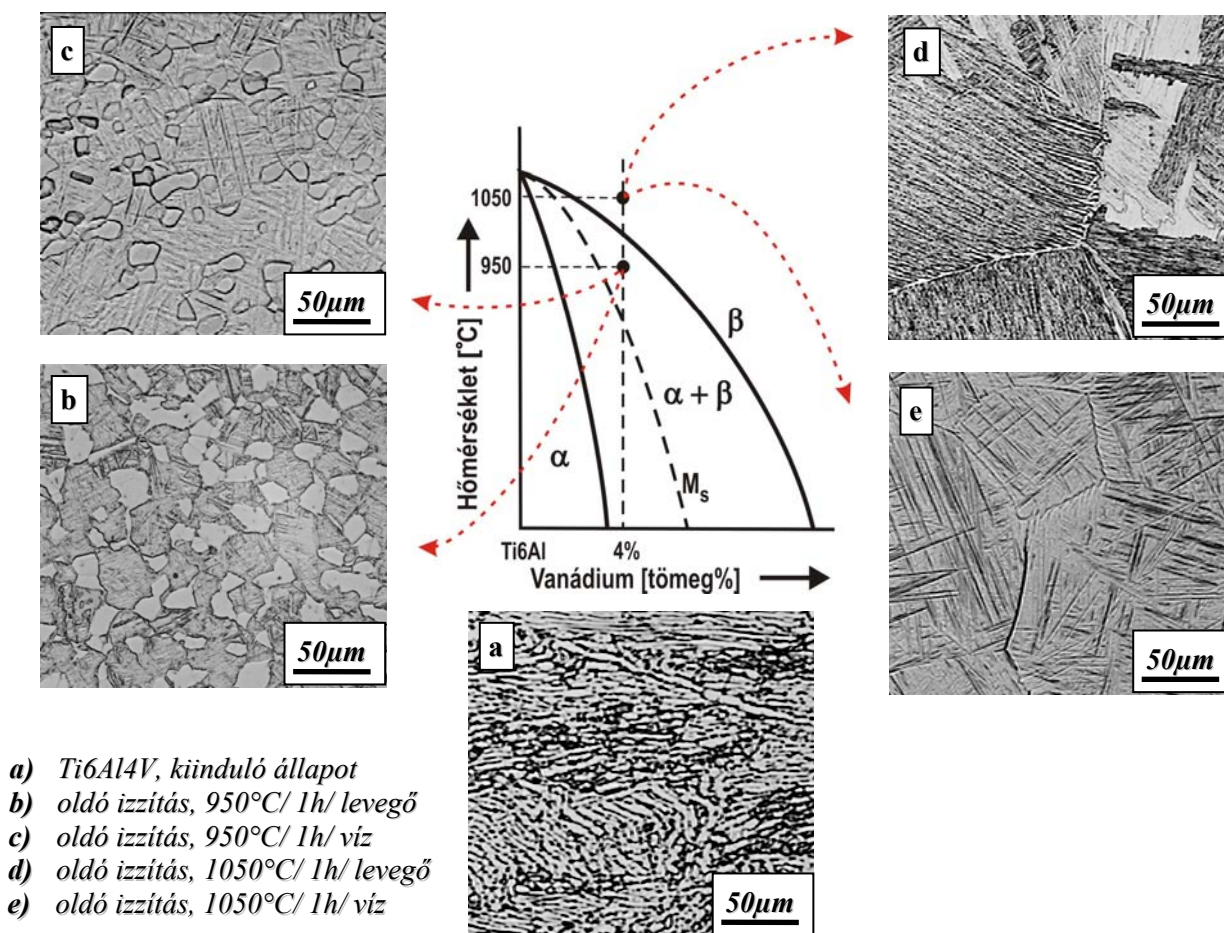 c
50µm
d
50µm
b
50µm
e
50µm
a
50µm
1050
950
Hőmérséklet [°C]
α
α + β
β
Ms
Ti6Al
4%
Vanádium [tömeg%]
a) Ti6Al4V, kiinduló állapot
b) oldó izzítás, 950°C/ 1h/ levegő
c) oldó izzítás, 950°C/ 1h/ víz
d) oldó izzítás, 1050°C/ 1h/ levegő
e) oldó izzítás, 1050°C/ 1h/ víz